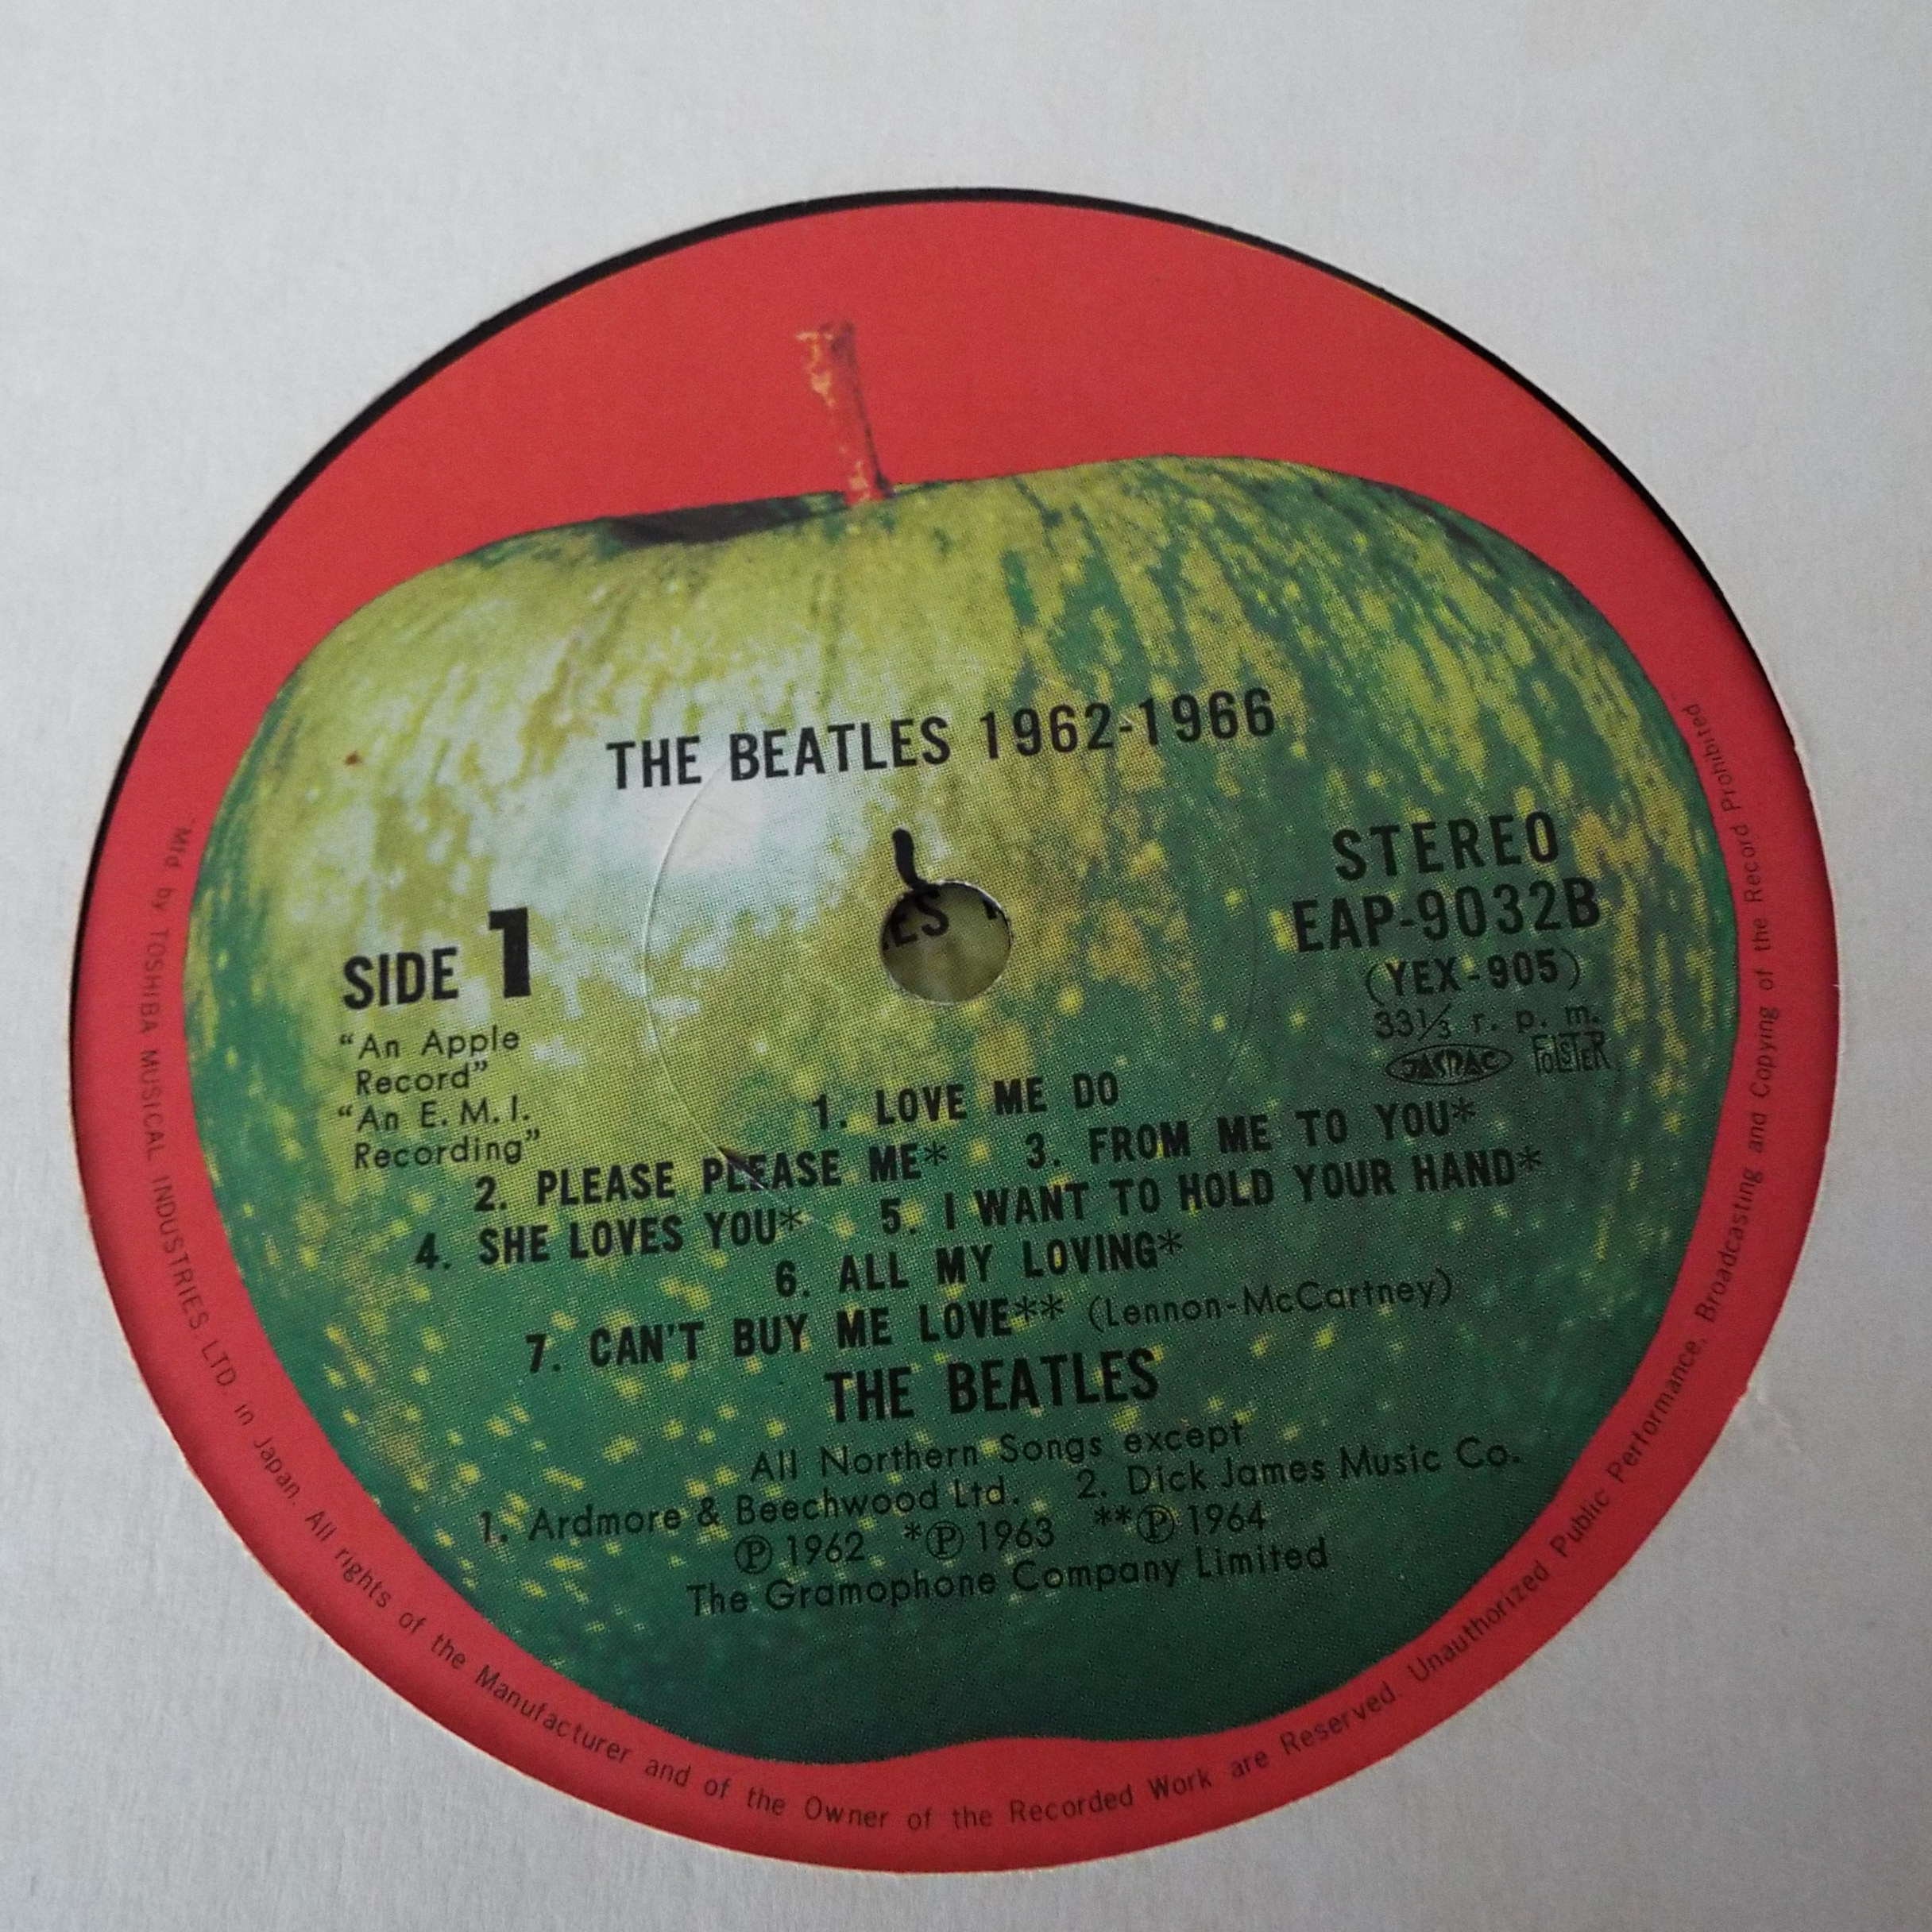 THE BEATLES 1962-1966
STEREO
EAP-9032B
(YEX-905)
33⅓ r. p. m.
JASRAC FOLSTER
SIDE 1
“An Apple
Record”
“An E. M. I.
Recording”
1. LOVE ME DO
2. PLEASE PLEASE ME* 3. FROM ME TO YOU*
4. SHE LOVES YOU* 5. I WANT TO HOLD YOUR HAND*
6. ALL MY LOVING*
7. CAN'T BUY ME LOVE** (Lennon-McCartney)
THE BEATLES
All Northern Songs except
1. Ardmore & Beechwood Ltd. 2. Dick James Music Co.
Ⓟ 1962 *Ⓟ 1963 **Ⓟ 1964
The Gramophone Company Limited
Mfd by TOSHIBA MUSICAL INDUSTRIES. LTD. in Japan. All rights of the Manufacturer and of the Owner of the Recorded Work are Reserved. Unauthorized Public Performance, Broadcasting and Copying of the Record Prohibited